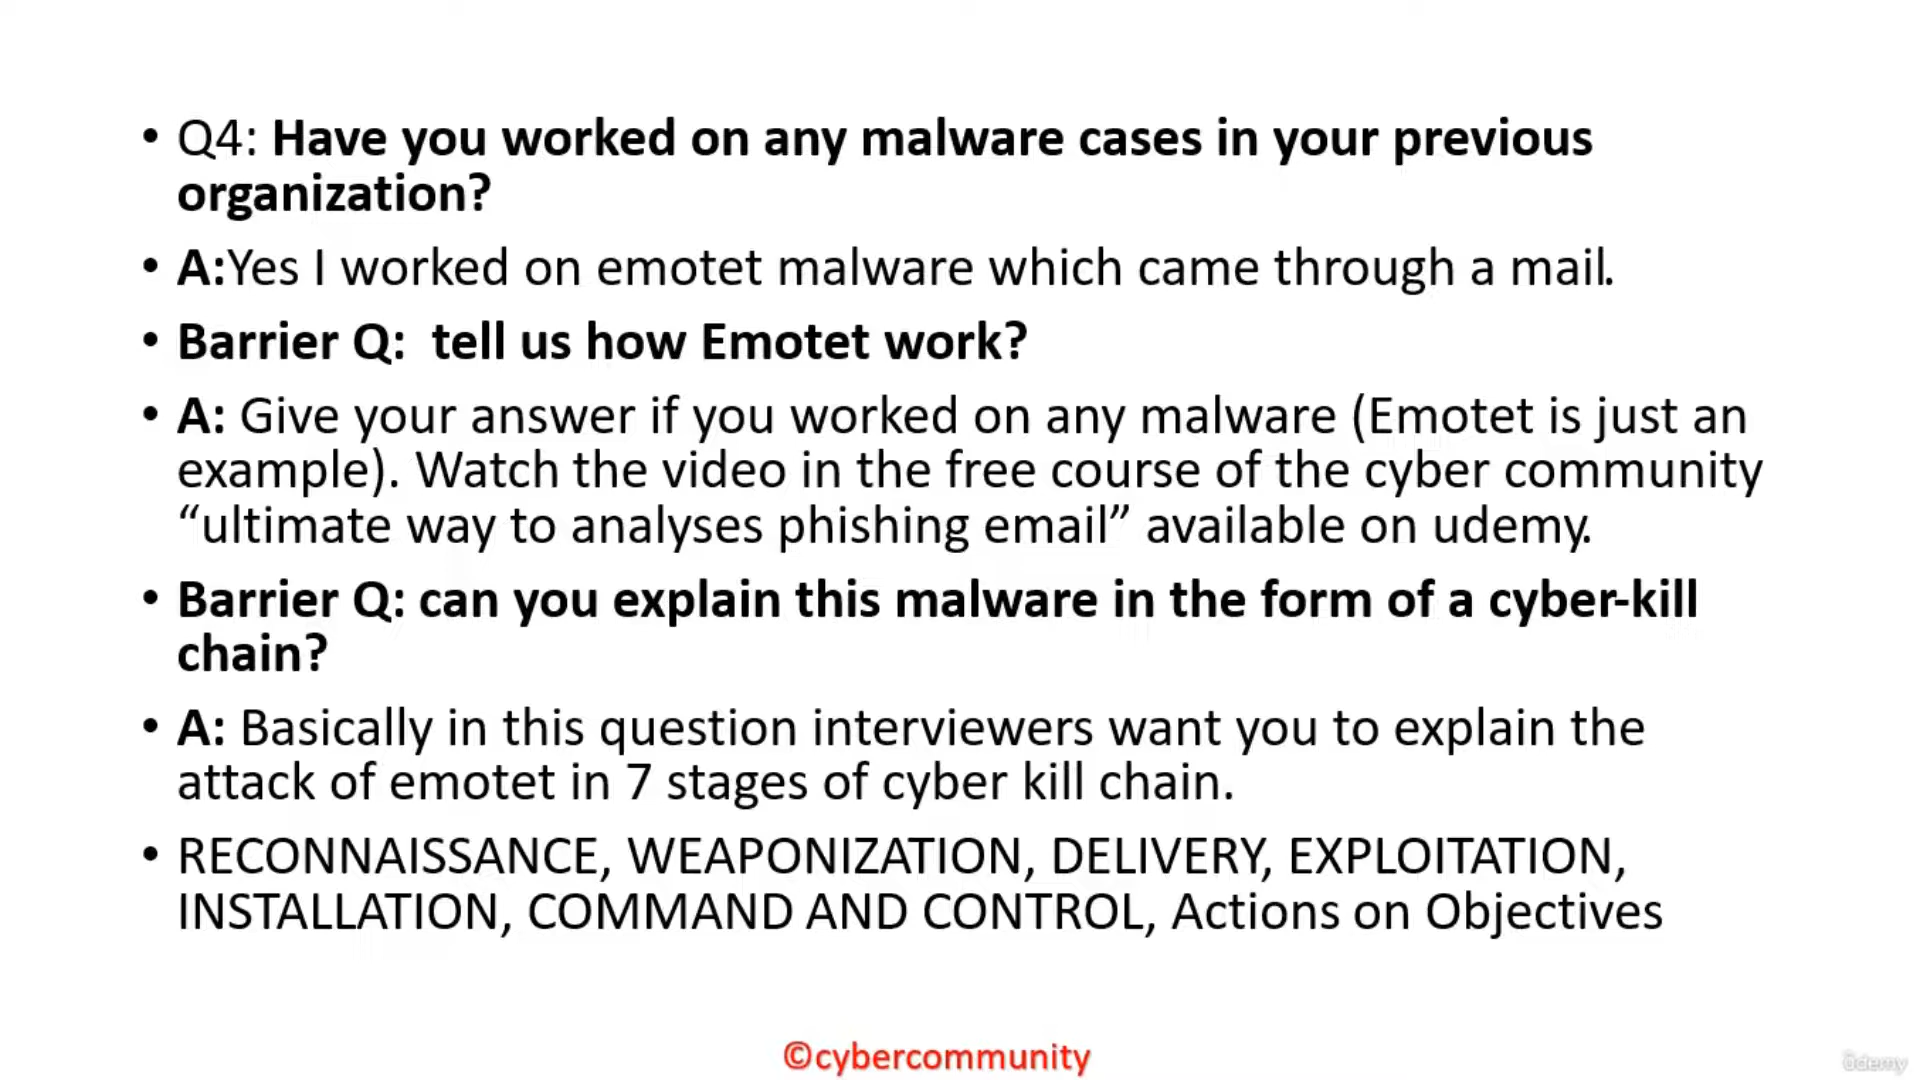 • Q4: Have you worked on any malware cases in your previous
organization?
• A:Yes I worked on emotet malware which came through a mail.
• Barrier Q:  tell us how Emotet work?
• A: Give your answer if you worked on any malware (Emotet is just an
example). Watch the video in the free course of the cyber community
“ultimate way to analyses phishing email” available on udemy.
• Barrier Q: can you explain this malware in the form of a cyber-kill
chain?
• A: Basically in this question interviewers want you to explain the
attack of emotet in 7 stages of cyber kill chain.
• RECONNAISSANCE, WEAPONIZATION, DELIVERY, EXPLOITATION,
INSTALLATION, COMMAND AND CONTROL, Actions on Objectives
©cybercommunity
ûdemy